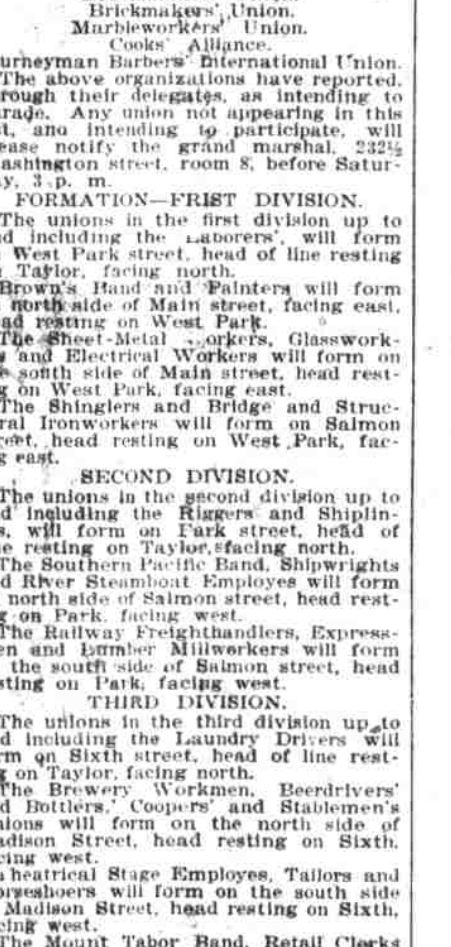 Brickmakers' Union.
Marbleworkers' Union.
Cooks' Alliance.
urneyman Barbers' International Union.
The above organizations have reported,
rough their delegates, as intending to
rade. Any union not appearing in this
t, and intending to participate, will
ease notify the grand marshal, 232½
ashington street, room 8, before Satur-
y, 3 p. m.
FORMATION—FRIST DIVISION.
The unions in the first division up to
d including the Laborers', will form
West Park street, head of line resting
Taylor, facing north.
Brown's Band and Painters will form
north side of Main street, facing east,
ad resting on West Park.
The Sheet-Metal orkers, Glasswork-
and Electrical Workers will form on
south side of Main street, head rest-
g on West Park, facing east.
The Shinglers and Bridge and Struc-
ral Ironworkers will form on Salmon
reet, head resting on West Park, fac-
g east.
SECOND DIVISION.
The unions in the second division up to
d including the Riggers and Shiplin-
s, will form on Park street, head of
e resting on Taylor, facing north.
The Southern Pacific Band, Shipwrights
d River Steamboat Employes will form
north side of Salmon street, head rest-
g on Park, facing west.
The Railway Freighthandlers, Express-
en and Lumber Millworkers will form
the south side of Salmon street, head
sting on Park, facing west.
THIRD DIVISION.
The unions in the third division up to
d including the Laundry Drivers will
rm on Sixth street, head of line rest-
g on Taylor, facing north.
The Brewery Workmen, Beerdrivers'
d Bottlers,' Coopers' and Stablemen's
nions will form on the north side of
adison Street, head resting on Sixth,
cing west.
heatrical Stage Employes, Tailors and
orseshoers will form on the south side
Madison Street, head resting on Sixth,
cing west.
The Mount Tabor Band, Retail Clerks